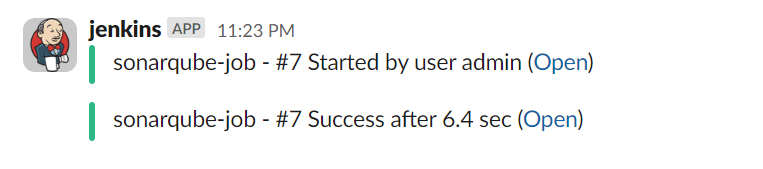 jenkins APP 11:23 PM
sonarqube-job - #7 Started by user admin (Open)
sonarqube-job - #7 Success after 6.4 sec (Open)